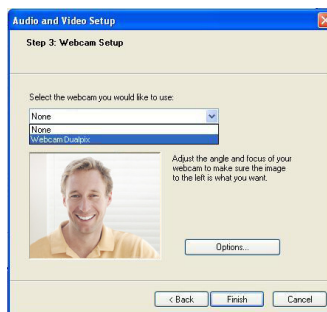 Audio and Video Setup
Step 3: Webcam Setup
Select the webcam you would like to use:
None
None
Webcam Dualpix
Adjust the angle and focus of your
webcam to make sure the image
to the left is what you want.
Options...
< Back
Finish
Cancel